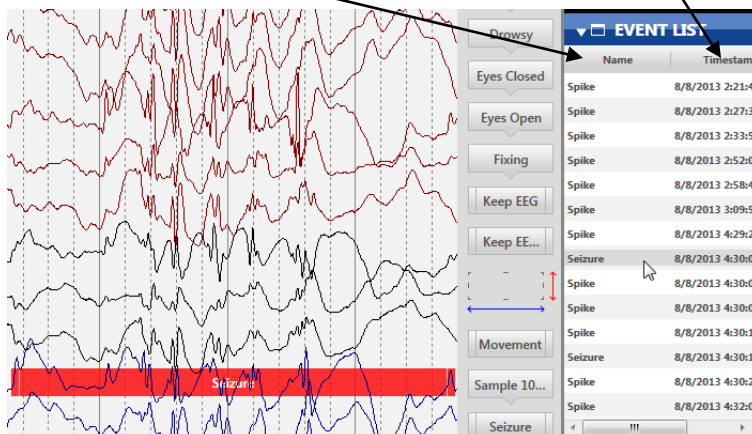 Drowsy
Eyes Closed
Eyes Open
Fixing
Keep EEG
Keep EE...
Movement
Sample 10...
Seizure
Seizure
EVENT LIST
Name Timestam
Spike 8/8/2013 2:21:4
Spike 8/8/2013 2:27:3
Spike 8/8/2013 2:33:5
Spike 8/8/2013 2:52:0
Spike 8/8/2013 2:58:4
Spike 8/8/2013 3:09:5
Spike 8/8/2013 4:29:2
Seizure 8/8/2013 4:30:0
Spike 8/8/2013 4:30:0
Spike 8/8/2013 4:30:0
Spike 8/8/2013 4:30:1
Seizure 8/8/2013 4:30:1
Spike 8/8/2013 4:30:2
Spike 8/8/2013 4:32:0